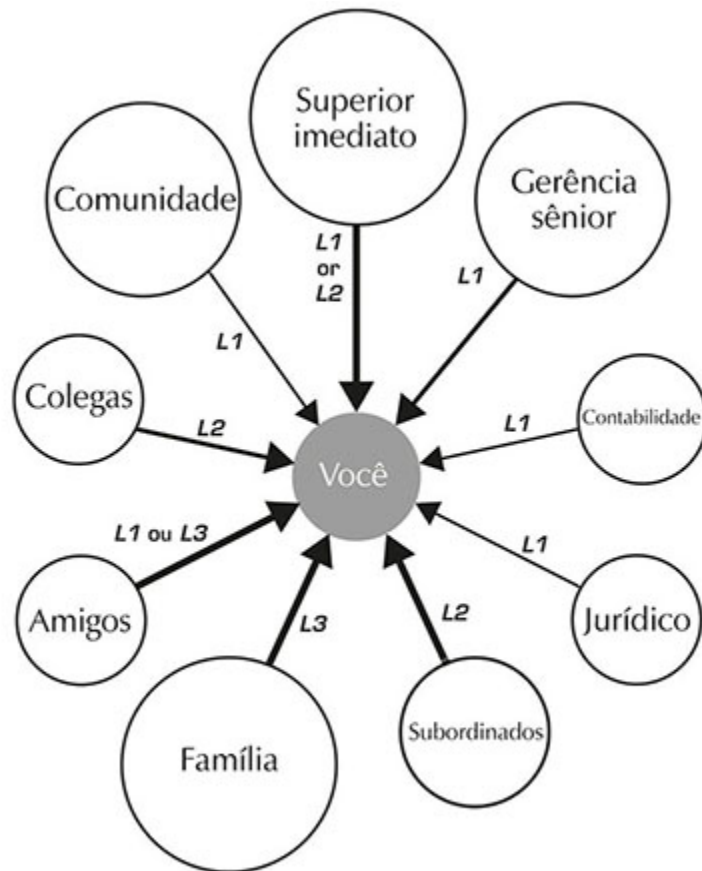 Superior
imediato
Comunidade
Gerência
sênior
L1
or
L2
L1
L1
Colegas
L2
Contabilidade
L1
Você
L1 ou L3
Amigos
L3
L2
L1
Jurídico
Família
Subordinados